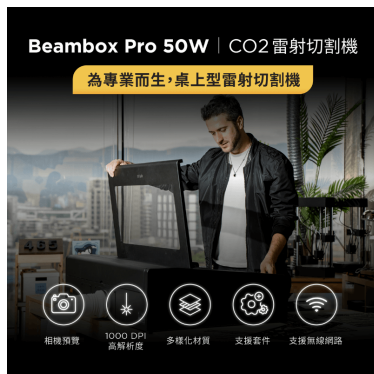 Beambox Pro 50W｜CO2 雷射切割機
為專業而生，桌上型雷射切割機
相機預覽
1000 DPI
高解析度
多樣化材質
支援套件
支援無線網路